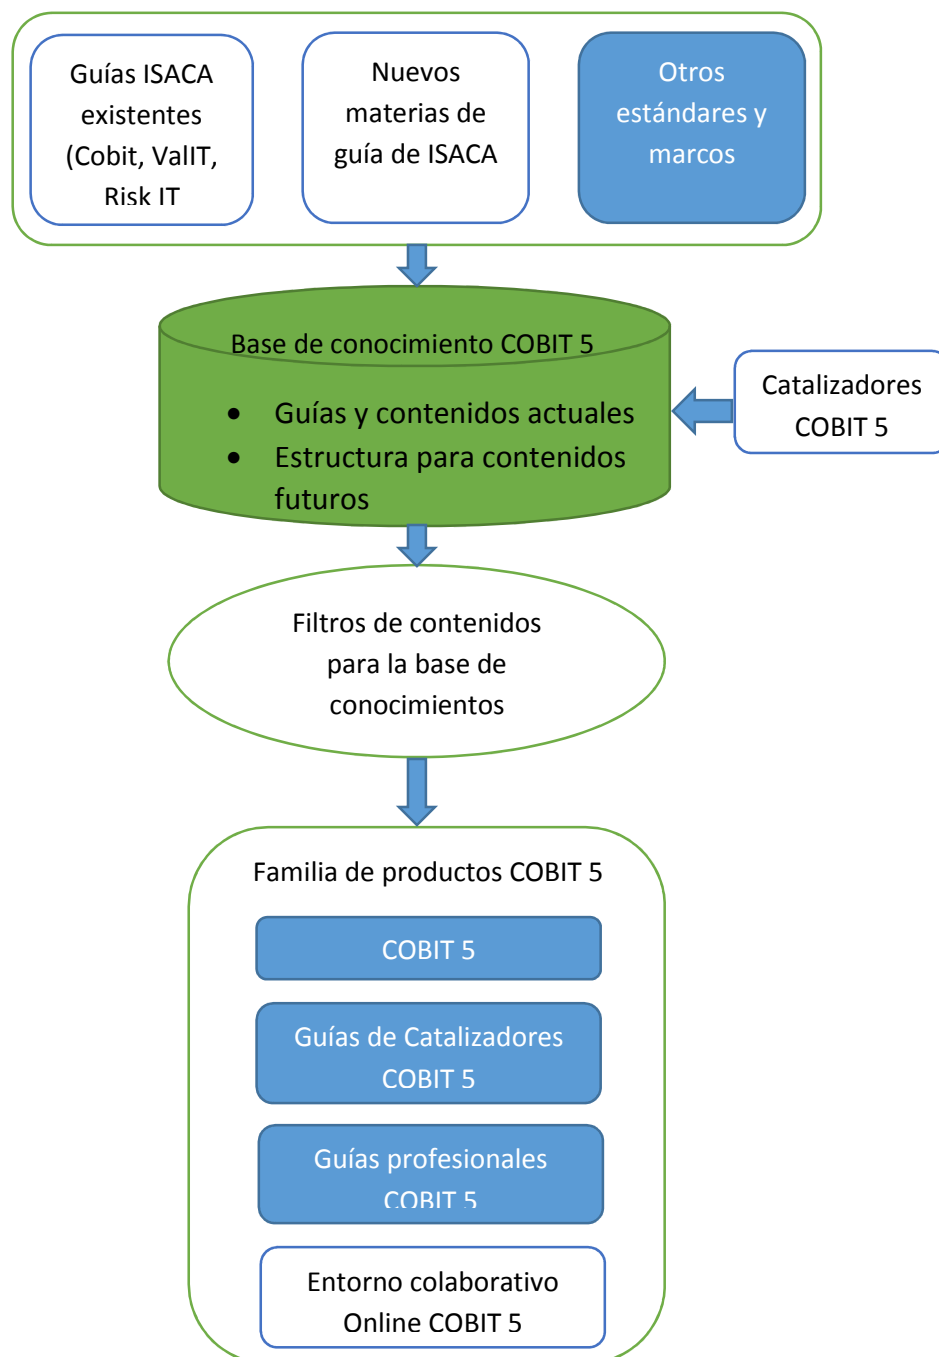 Guías ISACA
existentes
(Cobit, ValIT,
Risk IT
Nuevos
materias de
guía de ISACA
Otros
estándares y
marcos
Base de conocimiento COBIT 5
• Guías y contenidos actuales
• Estructura para contenidos
futuros
Catalizadores
COBIT 5
Filtros de contenidos
para la base de
conocimientos
Familia de productos COBIT 5
COBIT 5
Guías de Catalizadores
COBIT 5
Guías profesionales
COBIT 5
Entorno colaborativo
Online COBIT 5